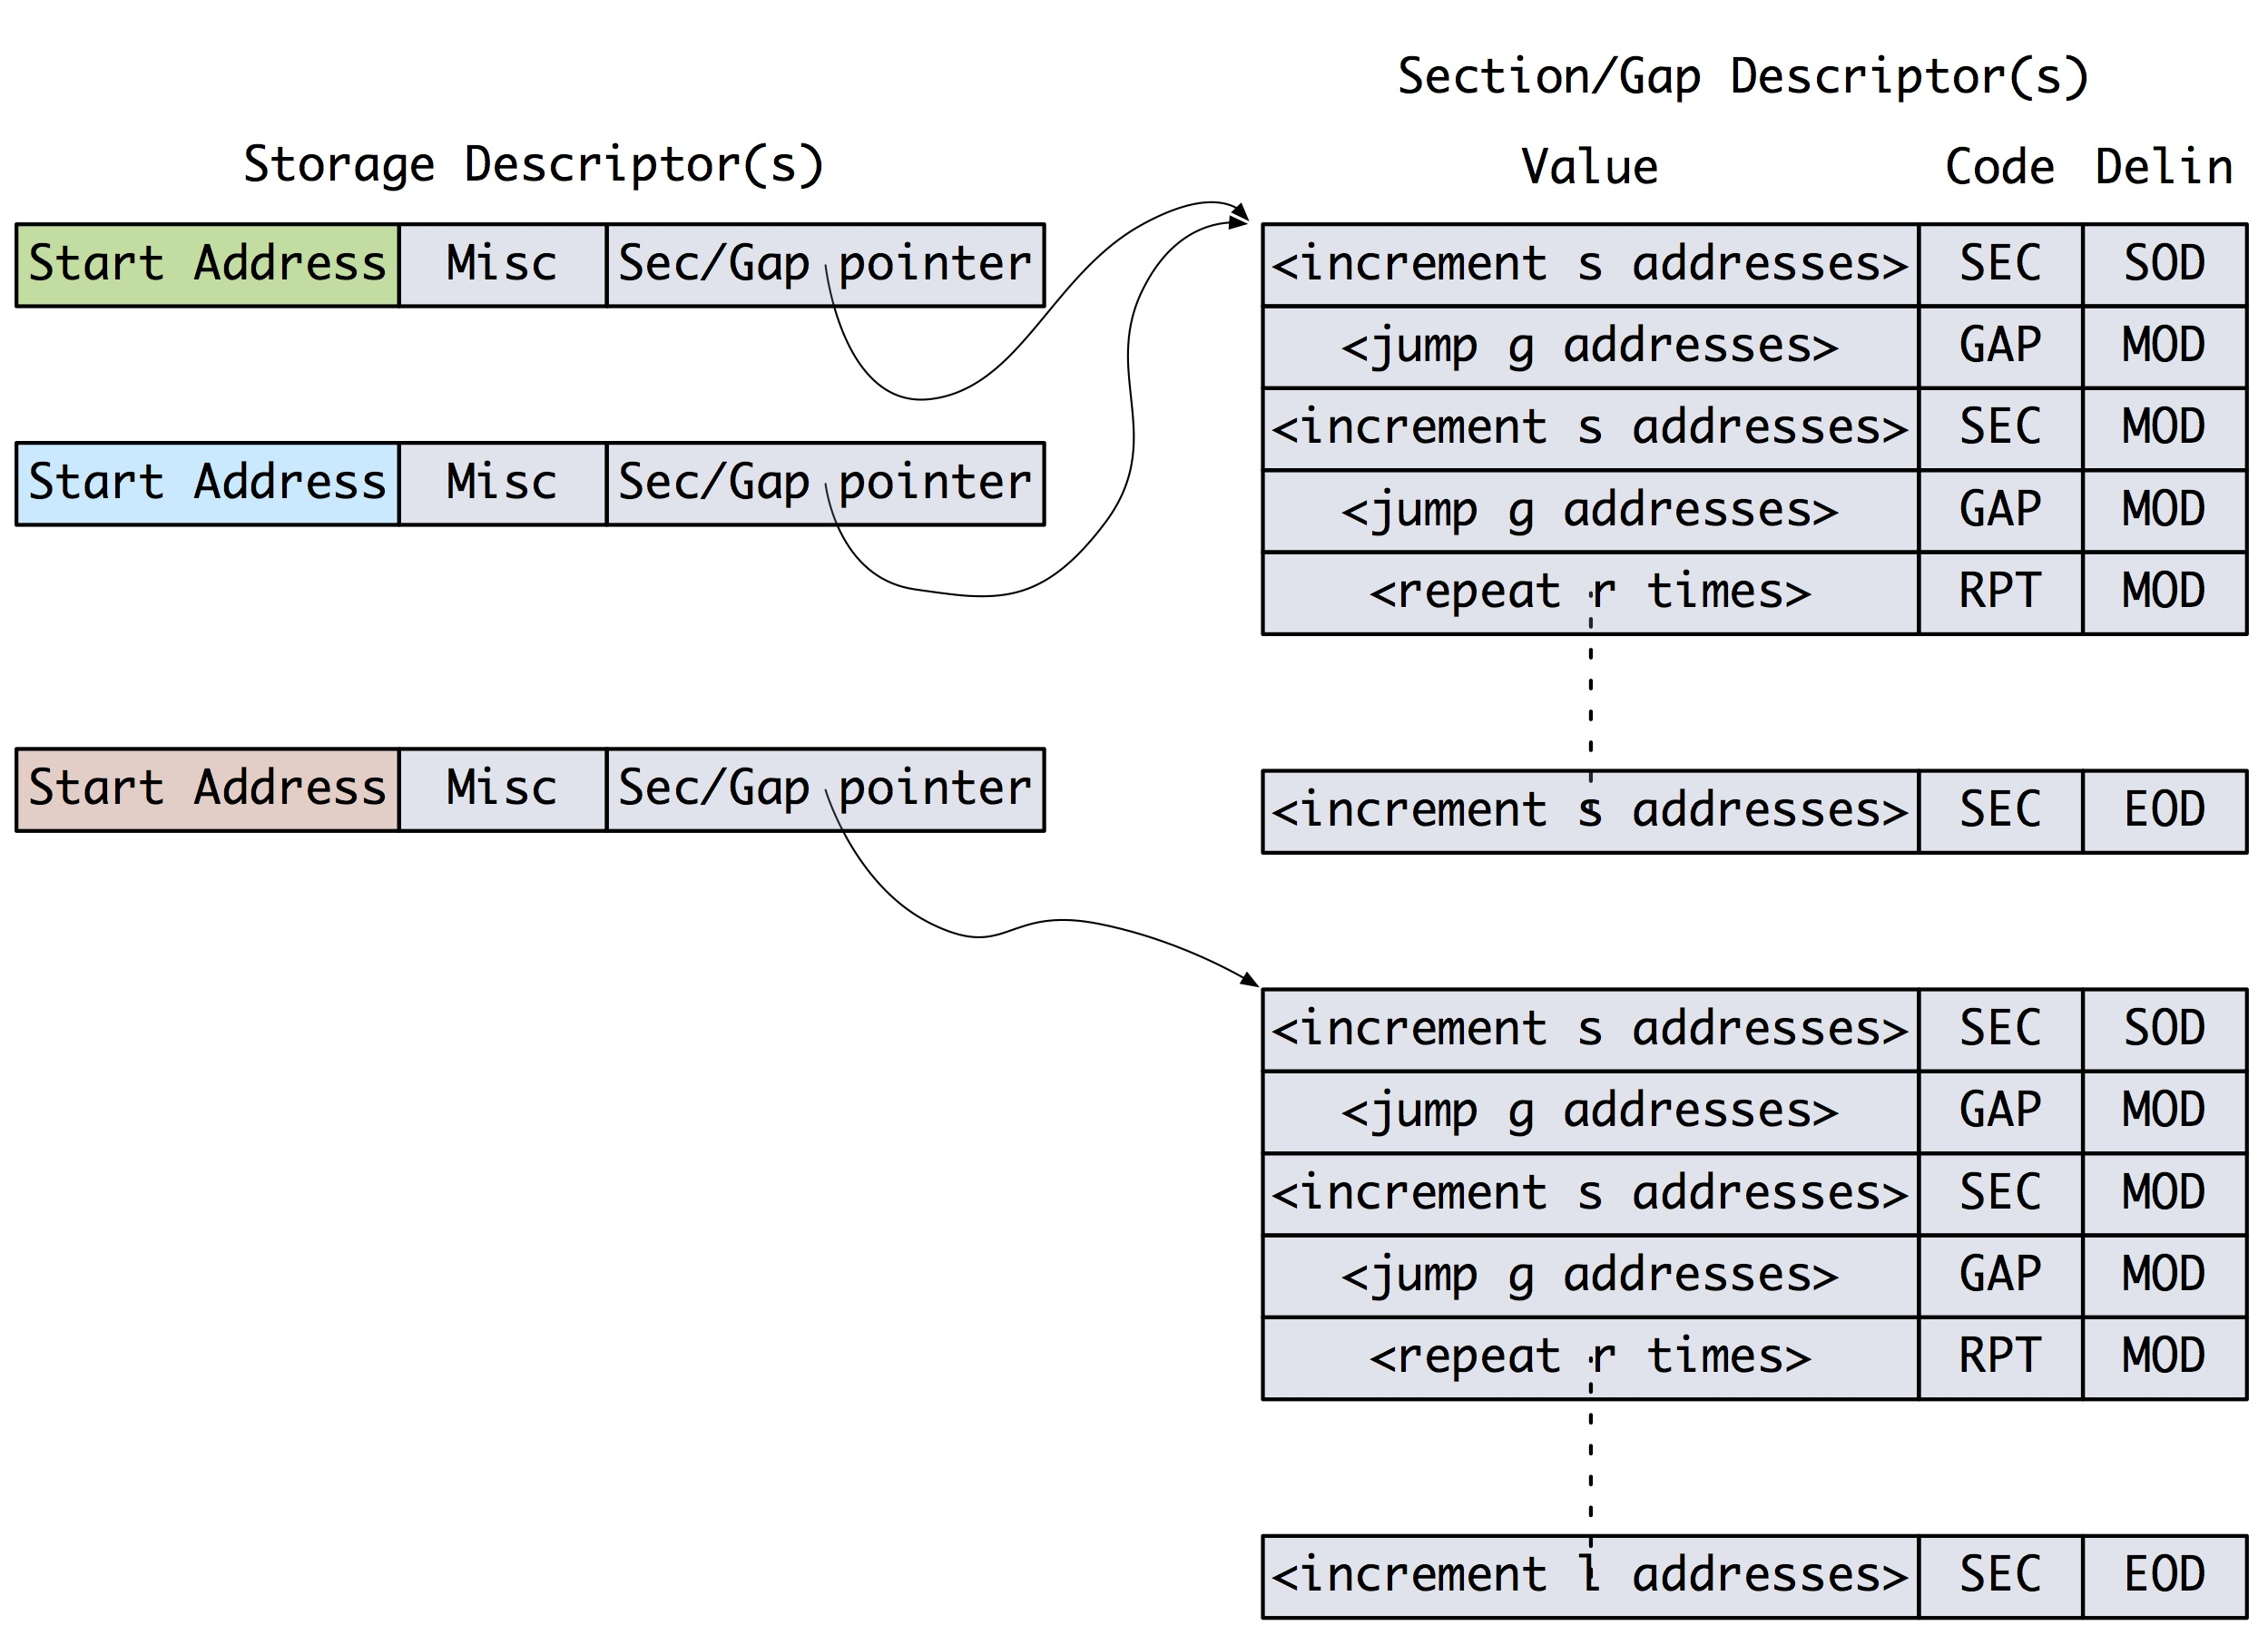 Section/Gap Descriptor(s)
Storage Descriptor(s)
Value Code Delin
Start Address Misc Sec/Gap pointer
<increment s addresses> SEC SOD
<jump g addresses> GAP MOD
<increment s addresses> SEC MOD
Start Address Misc Sec/Gap pointer
<jump g addresses> GAP MOD
<repeat r times> RPT MOD
Start Address Misc Sec/Gap pointer
<increment s addresses> SEC EOD
<increment s addresses> SEC SOD
<jump g addresses> GAP MOD
<increment s addresses> SEC MOD
<jump g addresses> GAP MOD
<repeat r times> RPT MOD
<increment l addresses> SEC EOD